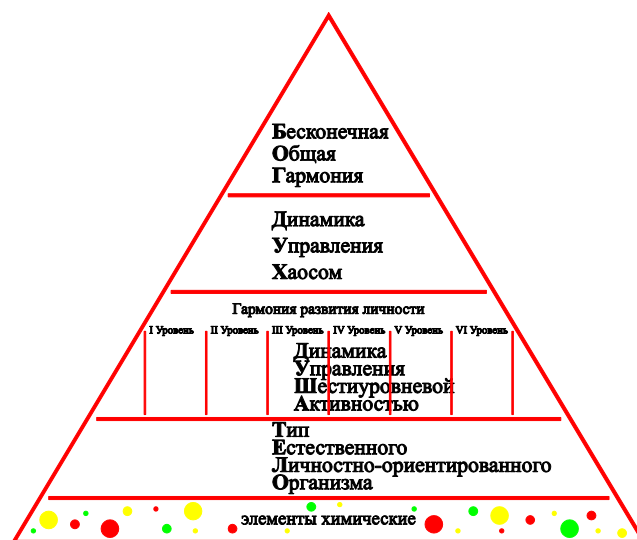 Бесконечная
Общая
Гармония
Динамика
Управления
Хаосом
Гармония развития личности
I Уровень II Уровень III Уровень IV Уровень V Уровень VI Уровень
Динамика
Управления
Шестиуровневой
Активностью
Тип
Естественного
Личностно-ориентированного
Организма
элементы химические